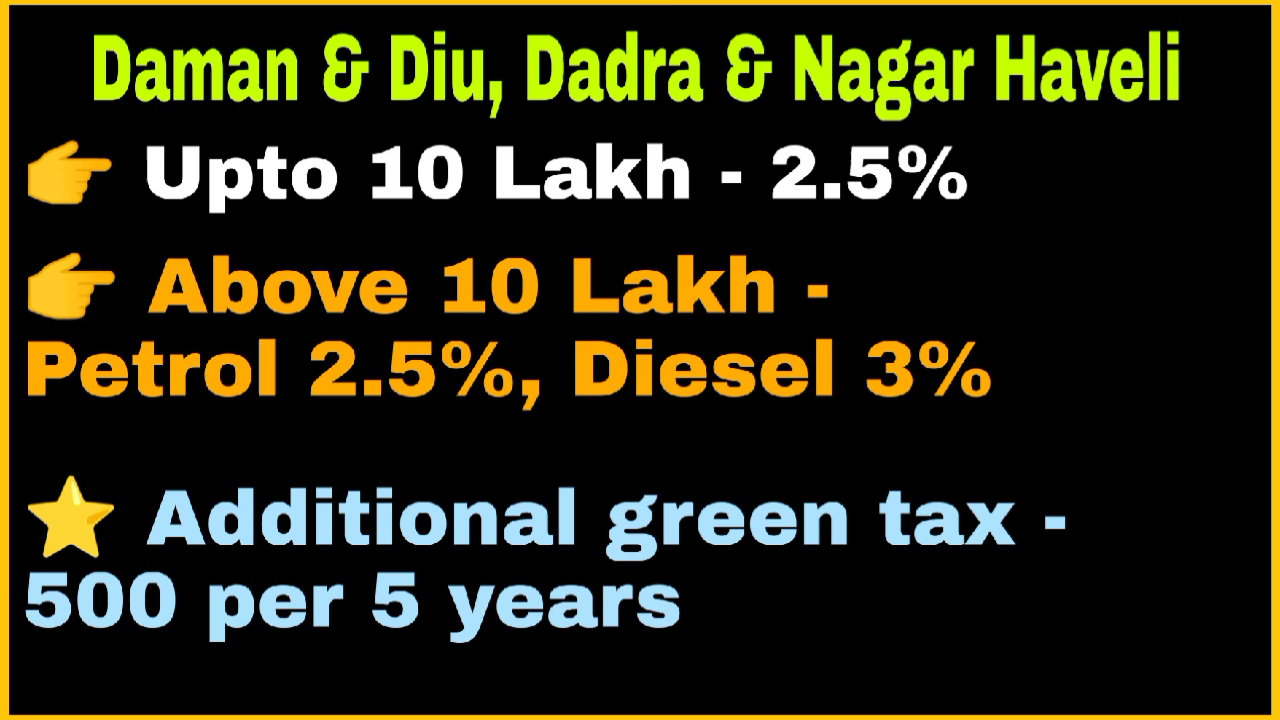 Daman & Diu, Dadra & Nagar Haveli
👉 Upto 10 Lakh - 2.5%
👉 Above 10 Lakh -
Petrol 2.5%, Diesel 3%
⭐ Additional green tax -
500 per 5 years